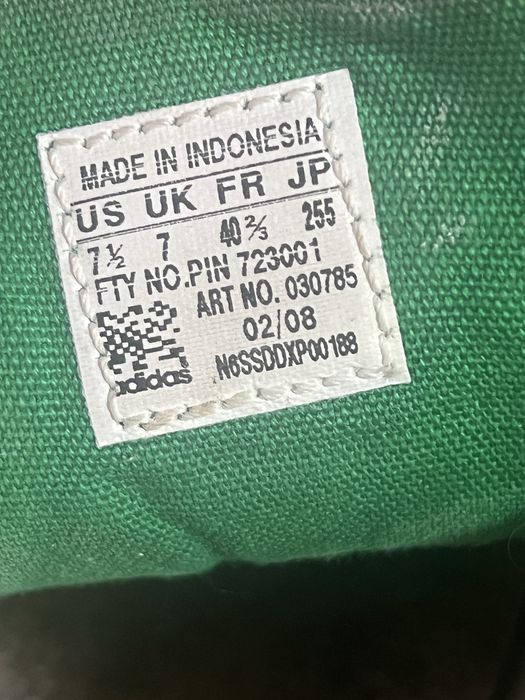 MADE IN INDONESIA
US UK FR JP
7½ 7 40⅔ 255
FTY NO.PIN 723001
ART NO. 030785
02/08
adidas N6SSDDXP00188